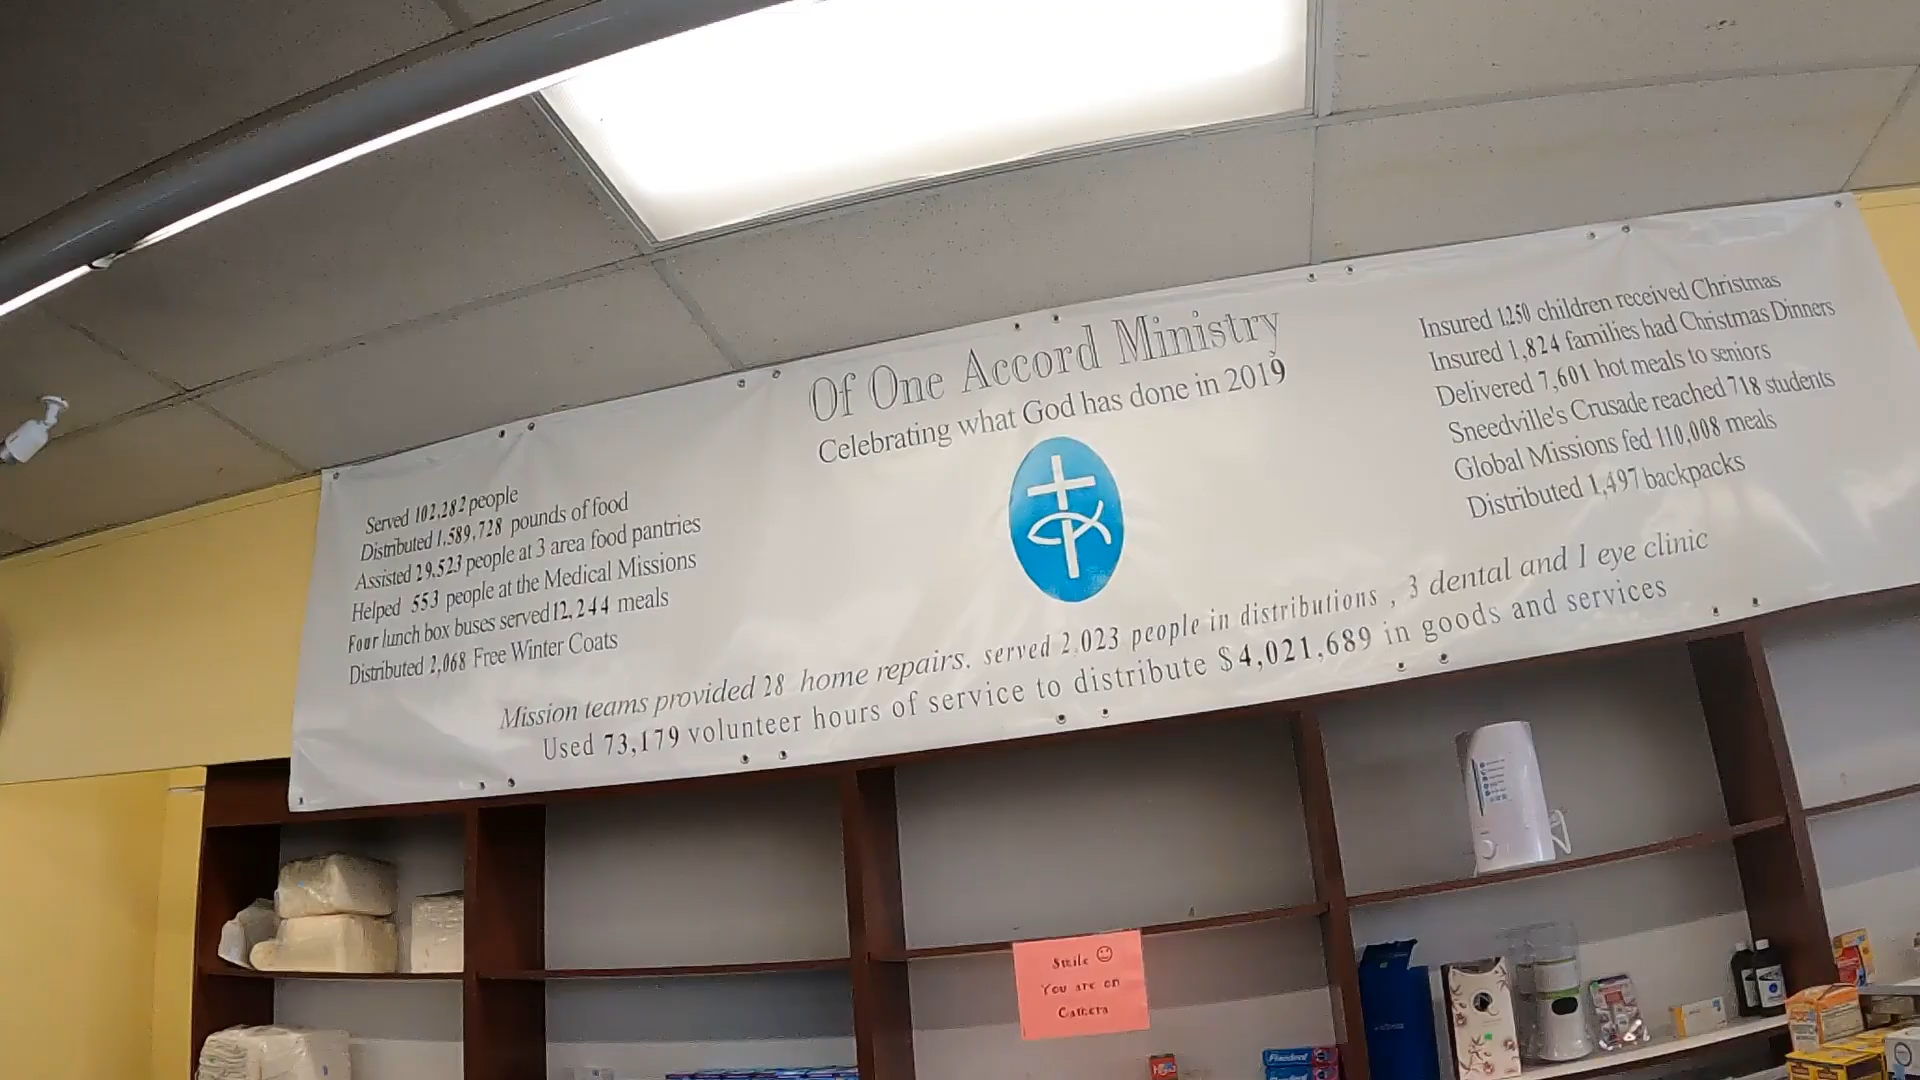 Of One Accord Ministry
Celebrating what God has done in 2019
Served 102,282 people
Distributed 1,589,728 pounds of food
Assisted 29,523 people at 3 area food pantries
Helped 553 people at the Medical Missions
Four lunch box buses served 12,244 meals
Distributed 2,068 Free Winter Coats
Insured 1250 children received Christmas
Insured 1,824 families had Christmas Dinners
Delivered 7,601 hot meals to seniors
Sneedville's Crusade reached 718 students
Global Missions fed 110,008 meals
Distributed 1,497 backpacks
Mission teams provided 28 home repairs. served 2,023 people in distributions , 3 dental and 1 eye clinic
Used 73,179 volunteer hours of service to distribute $4,021,689 in goods and services
Smile
You are on
Camera
Fixodent